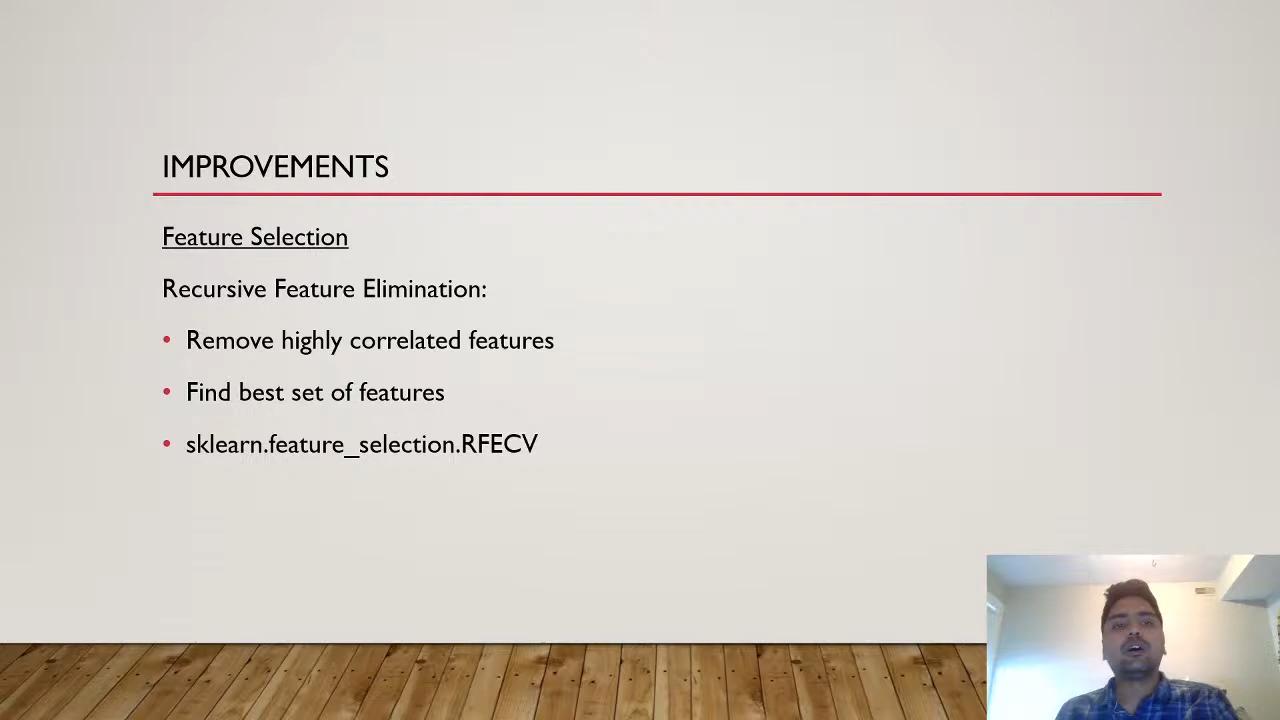 IMPROVEMENTS
Feature Selection
Recursive Feature Elimination:
• Remove highly correlated features
• Find best set of features
• sklearn.feature_selection.RFECV